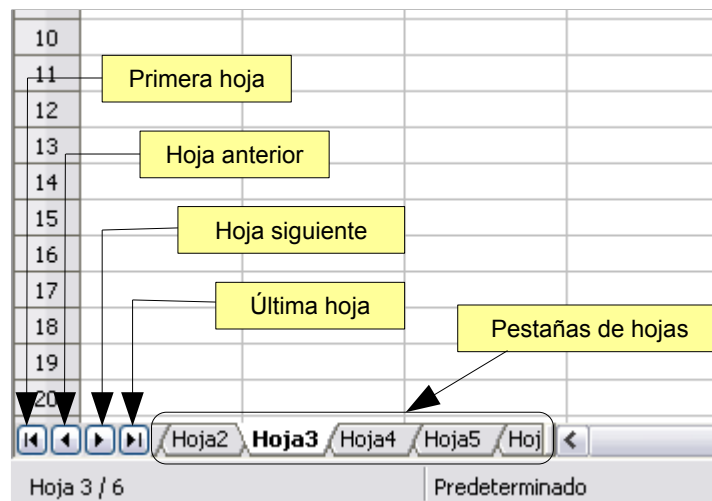 10
11
Primera hoja
12
13
Hoja anterior
14
15
Hoja siguiente
16
17
Última hoja
18
Pestañas de hojas
19
20
Hoja2 Hoja3 Hoja4 Hoja5 Hoj
Hoja 3 / 6 Predeterminado